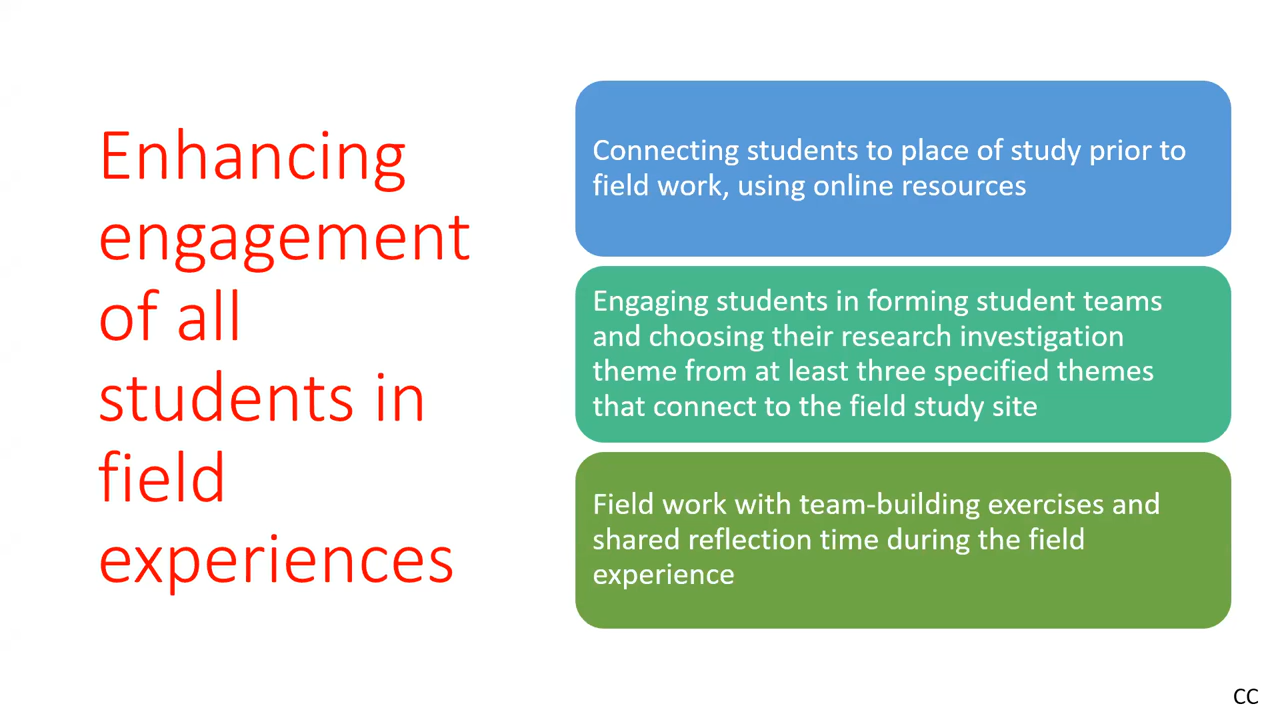 Enhancing
engagement
of all
students in
field
experiences
Connecting students to place of study prior to
field work, using online resources
Engaging students in forming student teams
and choosing their research investigation
theme from at least three specified themes
that connect to the field study site
Field work with team-building exercises and
shared reflection time during the field
experience
CC